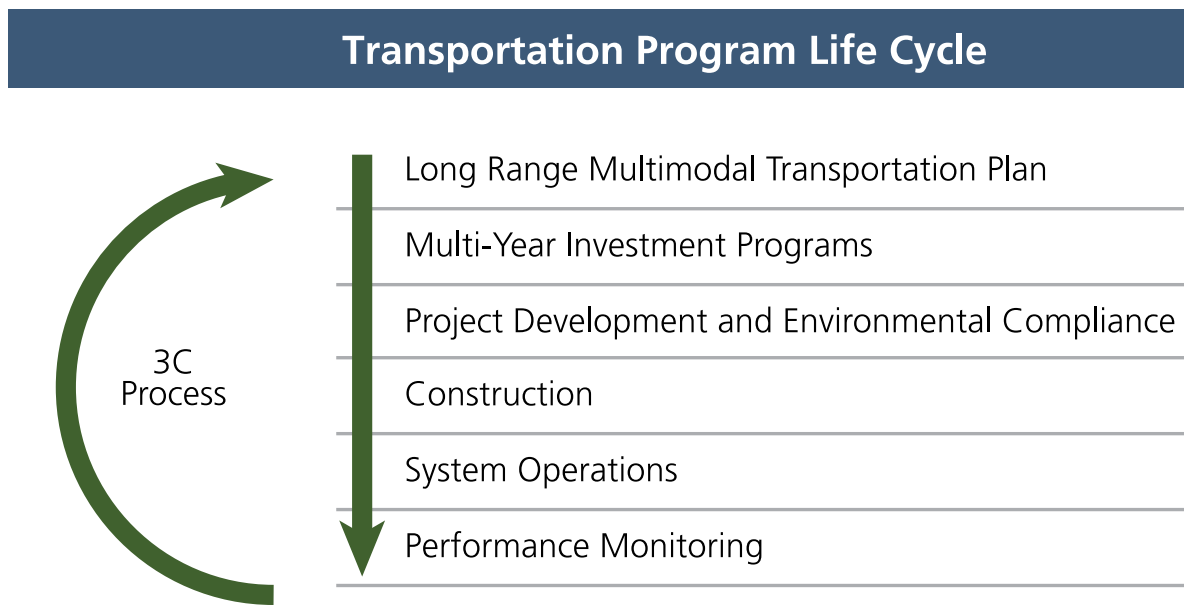 Transportation Program Life Cycle
Long Range Multimodal Transportation Plan
Multi-Year Investment Programs
Project Development and Environmental Compliance
3C
Process
Construction
System Operations
Performance Monitoring